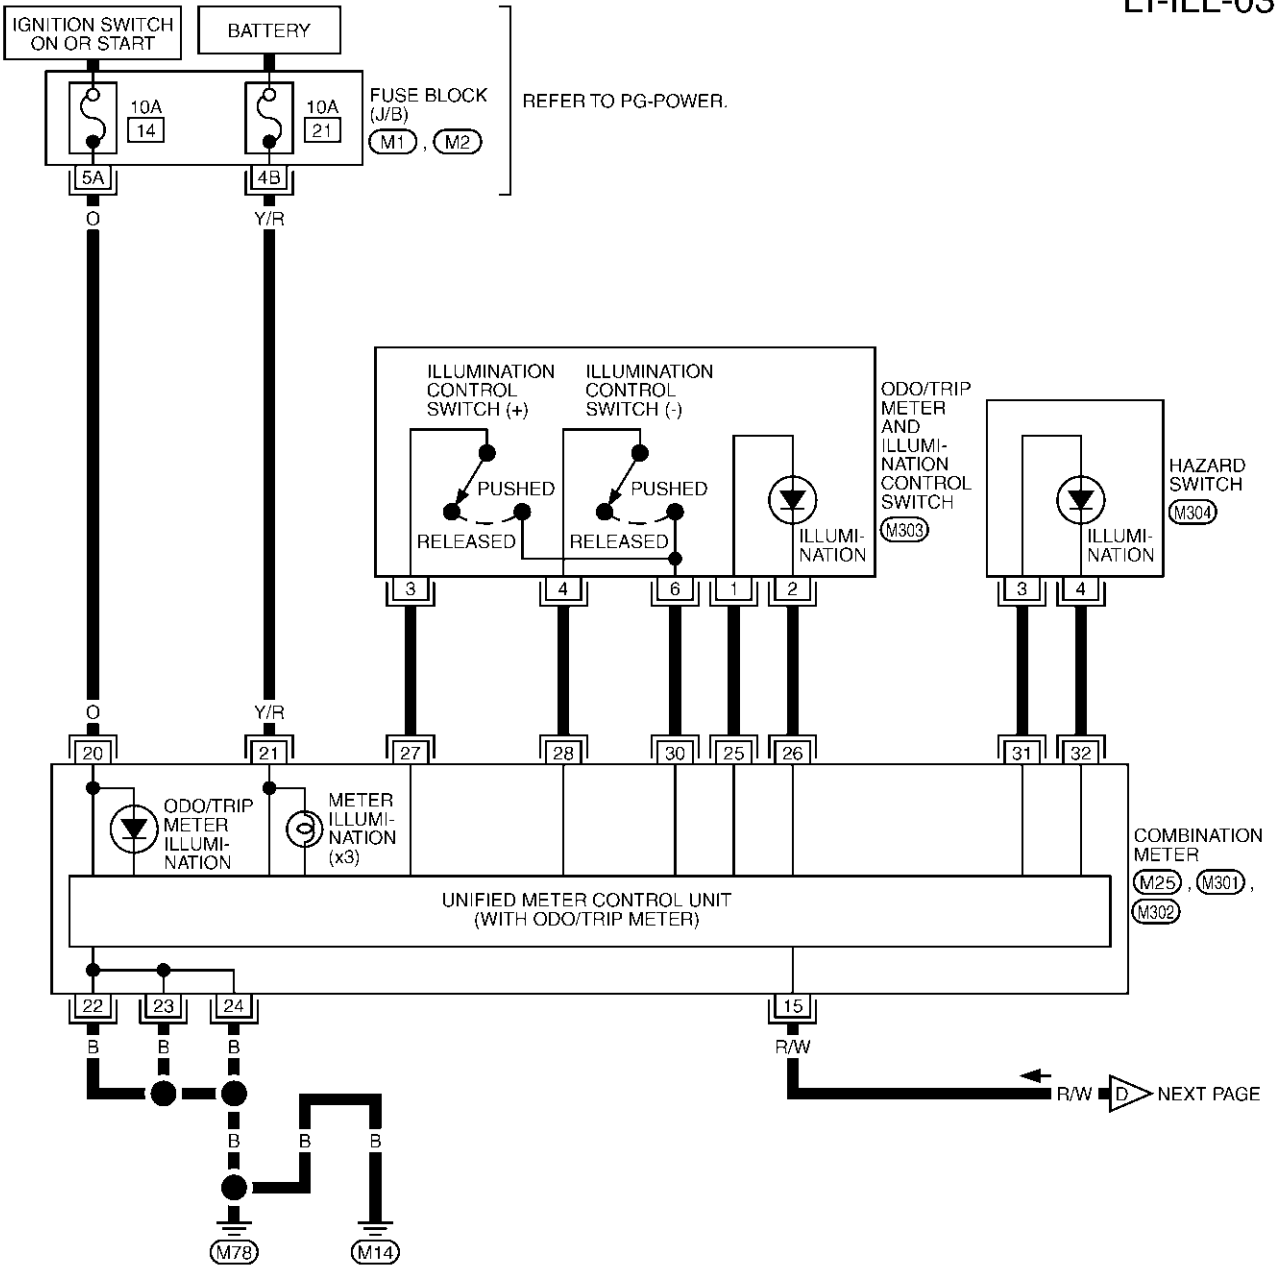 LT-ILL-03
IGNITION SWITCH
ON OR START
BATTERY
10A
14
10A
21
FUSE BLOCK
(J/B)
M1 , M2
REFER TO PG-POWER.
5A
4B
O
Y/R
ILLUMINATION
CONTROL
SWITCH (+)
ILLUMINATION
CONTROL
SWITCH (-)
PUSHED
RELEASED
PUSHED
RELEASED
ILLUMI-
NATION
ODO/TRIP
METER
AND
ILLUMI-
NATION
CONTROL
SWITCH
M303
ILLUMI-
NATION
HAZARD
SWITCH
M304
3
4
6
1
2
3
4
O
Y/R
20
21
27
28
30
25
26
31
32
ODO/TRIP
METER
ILLUMI-
NATION
METER
ILLUMI-
NATION
(x3)
COMBINATION
METER
M25 , M301 ,
M302
UNIFIED METER CONTROL UNIT
(WITH ODO/TRIP METER)
22
23
24
15
B
B
B
R/W
R/W
D
NEXT PAGE
B
B
B
M78
M14